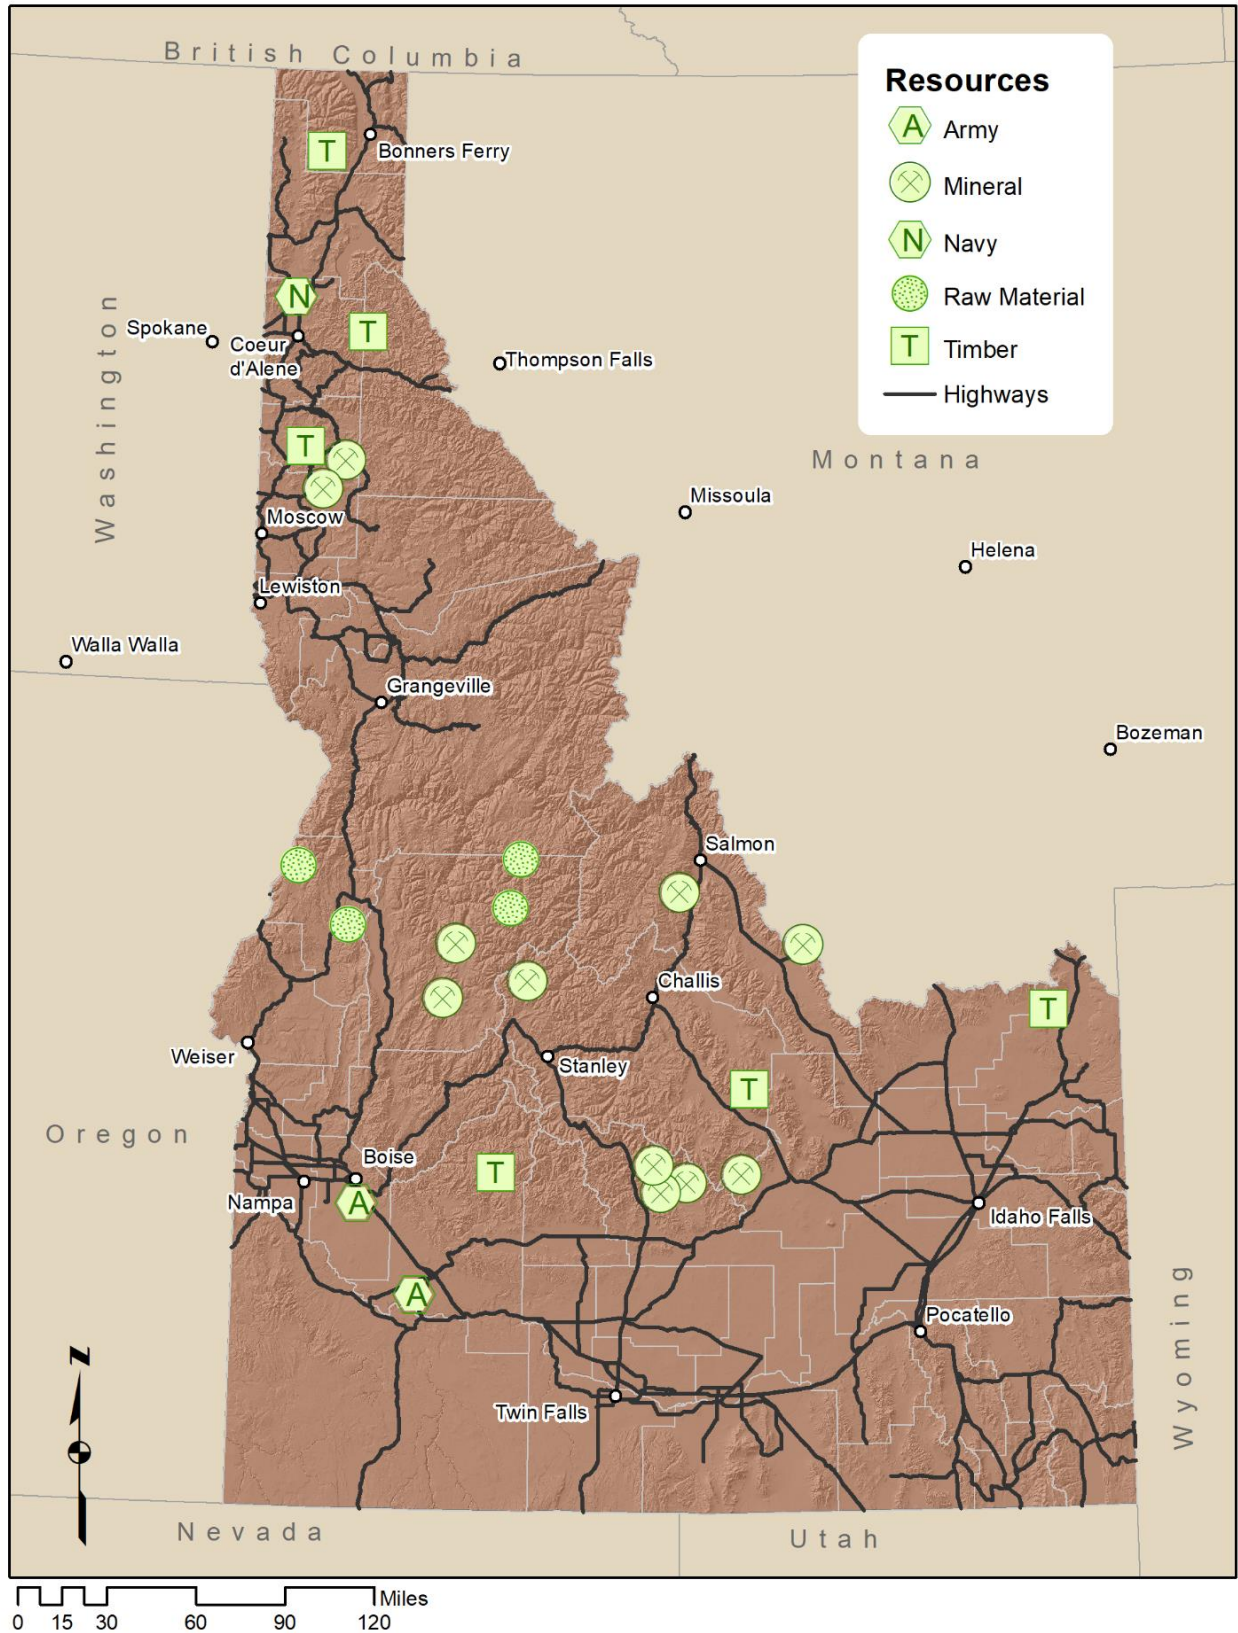 British Columbia
Resources
A Army
Mineral
N Navy
Raw Material
T Timber
Highways
T
Bonners Ferry
N
T
Spokane
Coeur
d'Alene
Thompson Falls
Washington
T
Montana
Missoula
Moscow
Helena
Lewiston
Walla Walla
Grangeville
Bozeman
Salmon
Challis
T
Weiser
Stanley
T
Oregon
Boise
T
Nampa
A
Idaho Falls
A
Wyoming
Pocatello
N
Twin Falls
Nevada
Utah
Miles
0 15 30 60 90 120